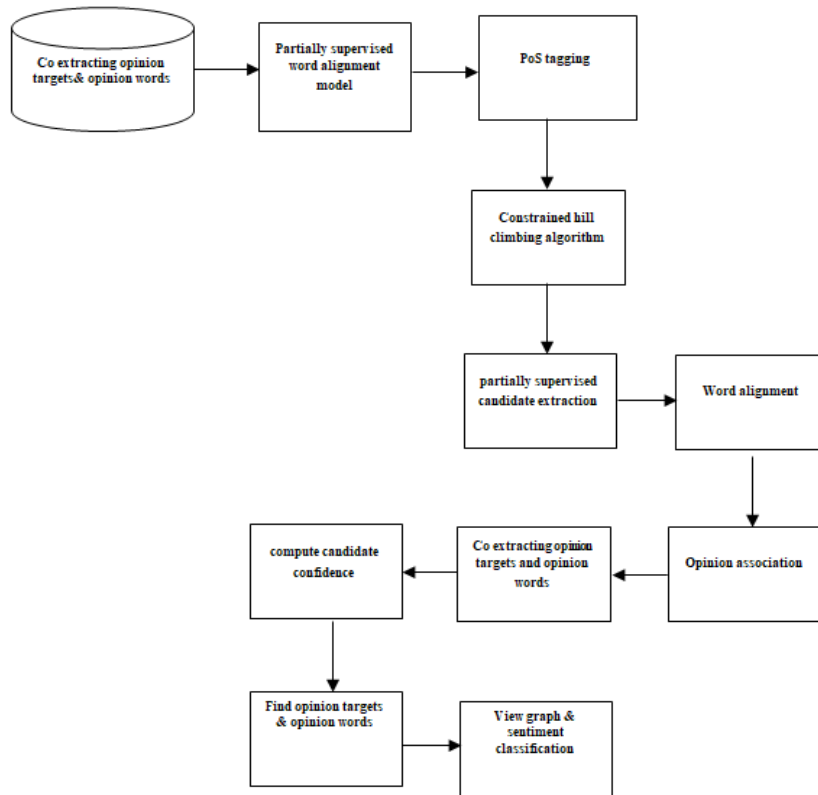 Co extracting opinion
targets& opinion words
Partially supervised
word alignment
model
PoS tagging
Constrained hill
climbing algorithm
partially supervised
candidate extraction
Word alignment
Opinion association
Co extracting opinion
targets and opinion
words
compute candidate
confidence
Find opinion targets
& opinion words
View graph &
sentiment
classification